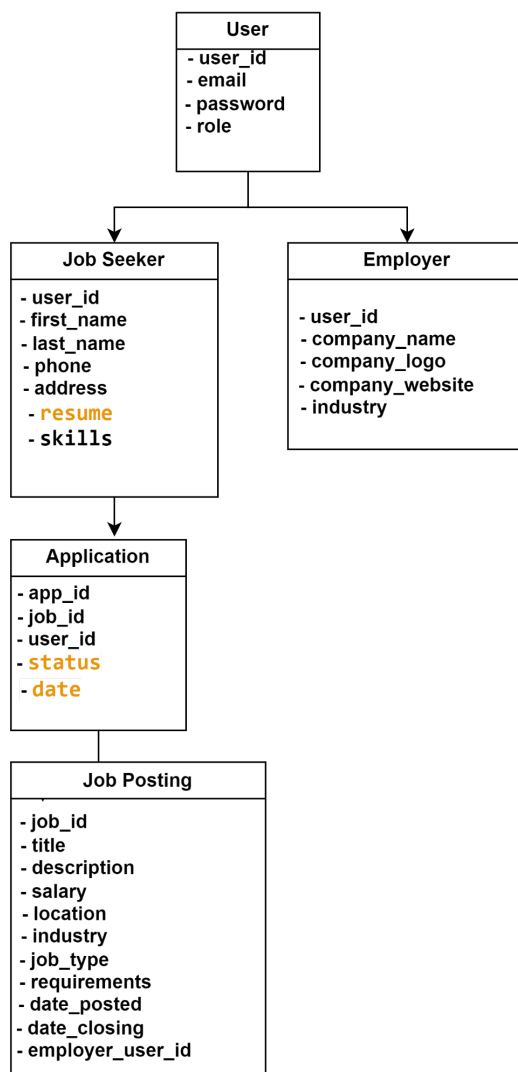 User
- user_id
- email
- password
- role
Job Seeker
- user_id
- first_name
- last_name
- phone
- address
- resume
- skills
Employer
- user_id
- company_name
- company_logo
- company_website
- industry
Application
- app_id
- job_id
- user_id
- status
- date
Job Posting
- job_id
- title
- description
- salary
- location
- industry
- job_type
- requirements
- date_posted
- date_closing
- employer_user_id